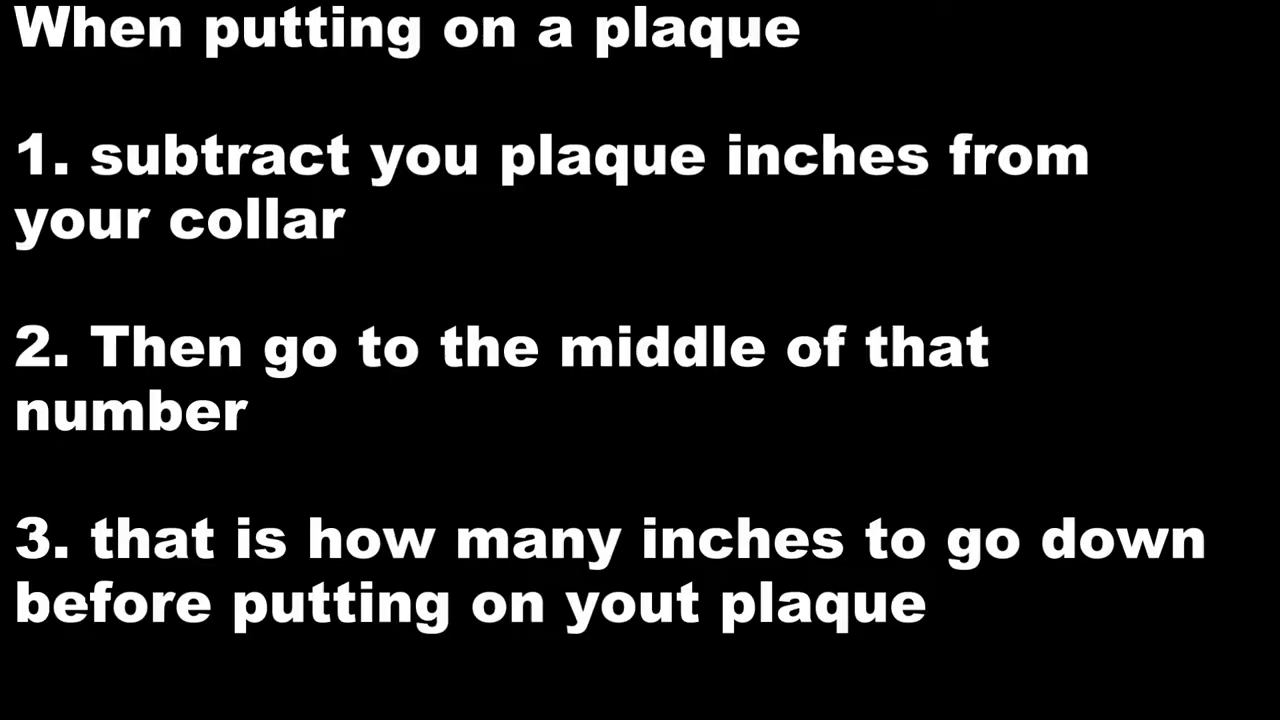 When putting on a plaque
1. subtract you plaque inches from
your collar
2. Then go to the middle of that
number
3. that is how many inches to go down
before putting on yout plaque